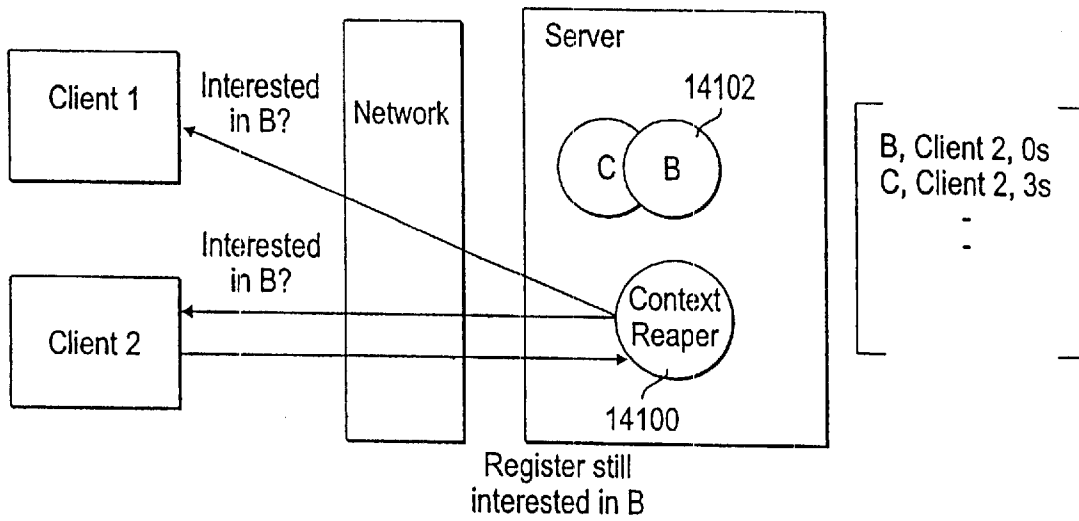 Server
Client 1
Interested
in B?
Network
14102
C
B
B, Client 2, 0s
C, Client 2, 3s
-
-
Interested
in B?
Client 2
Context
Reaper
14100
Register still
interested in B